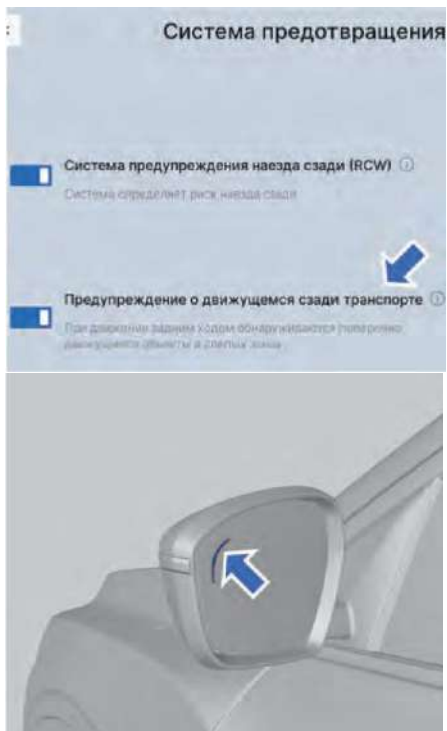 Система предотвращения
Система предупреждения наезда сзади (RCW)
Система определяет риск наезда сзади
Предупреждение о движущемся сзади транспорте
При движении задним ходом обнаруживаются поперечно
движущиеся объекты в слепых зонах